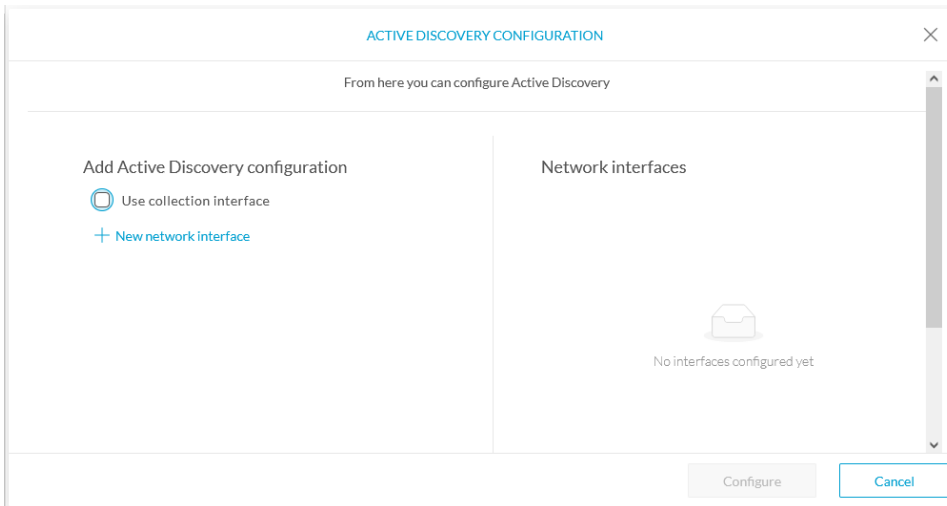 ACTIVE DISCOVERY CONFIGURATION
From here you can configure Active Discovery
Add Active Discovery configuration
Use collection interface
New network interface
Network interfaces
No interfaces configured yet
Configure
Cancel